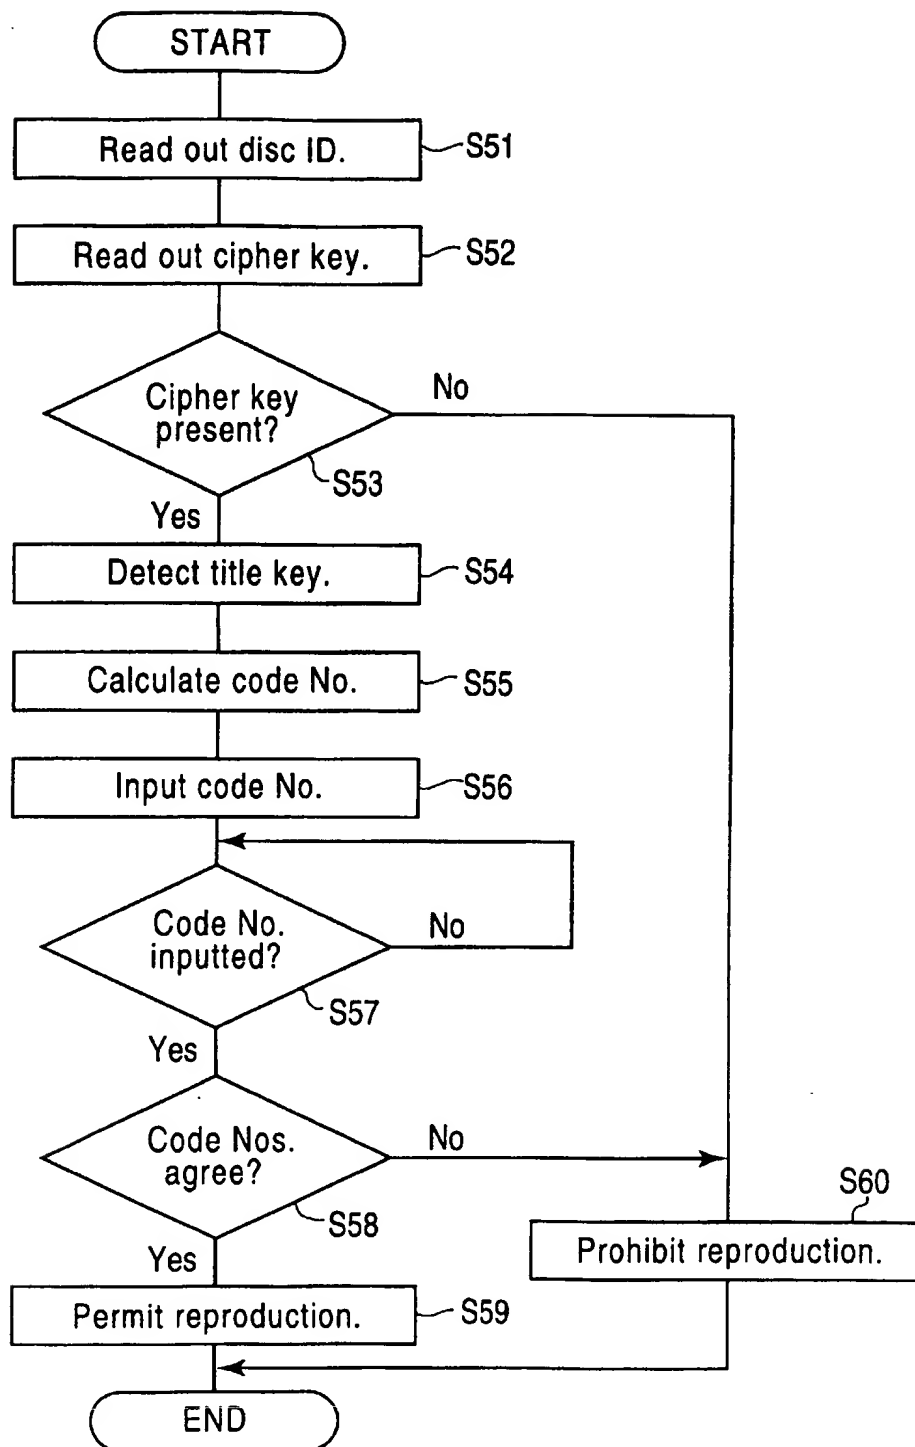 START
Read out disc ID.
S51
Read out cipher key.
S52
Cipher key
present?
No
S53
Yes
Detect title key.
S54
Calculate code No.
S55
Input code No.
S56
Code No.
inputted?
No
S57
Yes
Code Nos.
agree?
No
S58
S60
Prohibit reproduction.
Yes
Permit reproduction.
S59
END